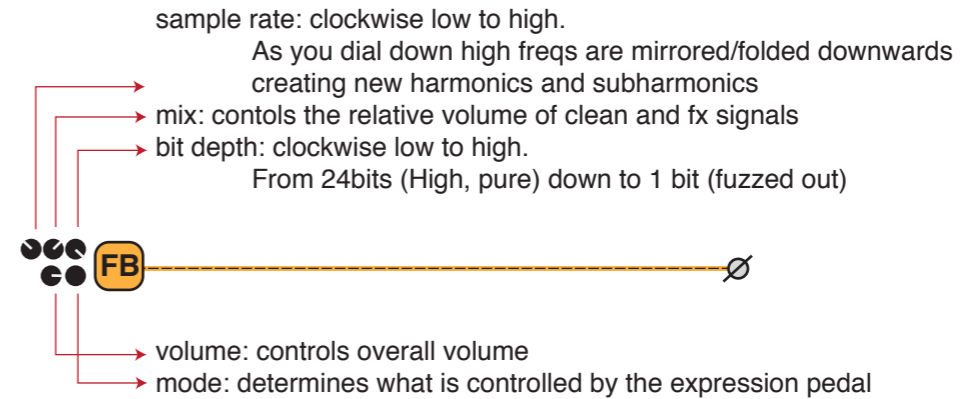 sample rate: clockwise low to high.
As you dial down high freqs are mirrored/folded downwards
creating new harmonics and subharmonics
mix: contols the relative volume of clean and fx signals
bit depth: clockwise low to high.
From 24bits (High, pure) down to 1 bit (fuzzed out)
FB
volume: controls overall volume
mode: determines what is controlled by the expression pedal